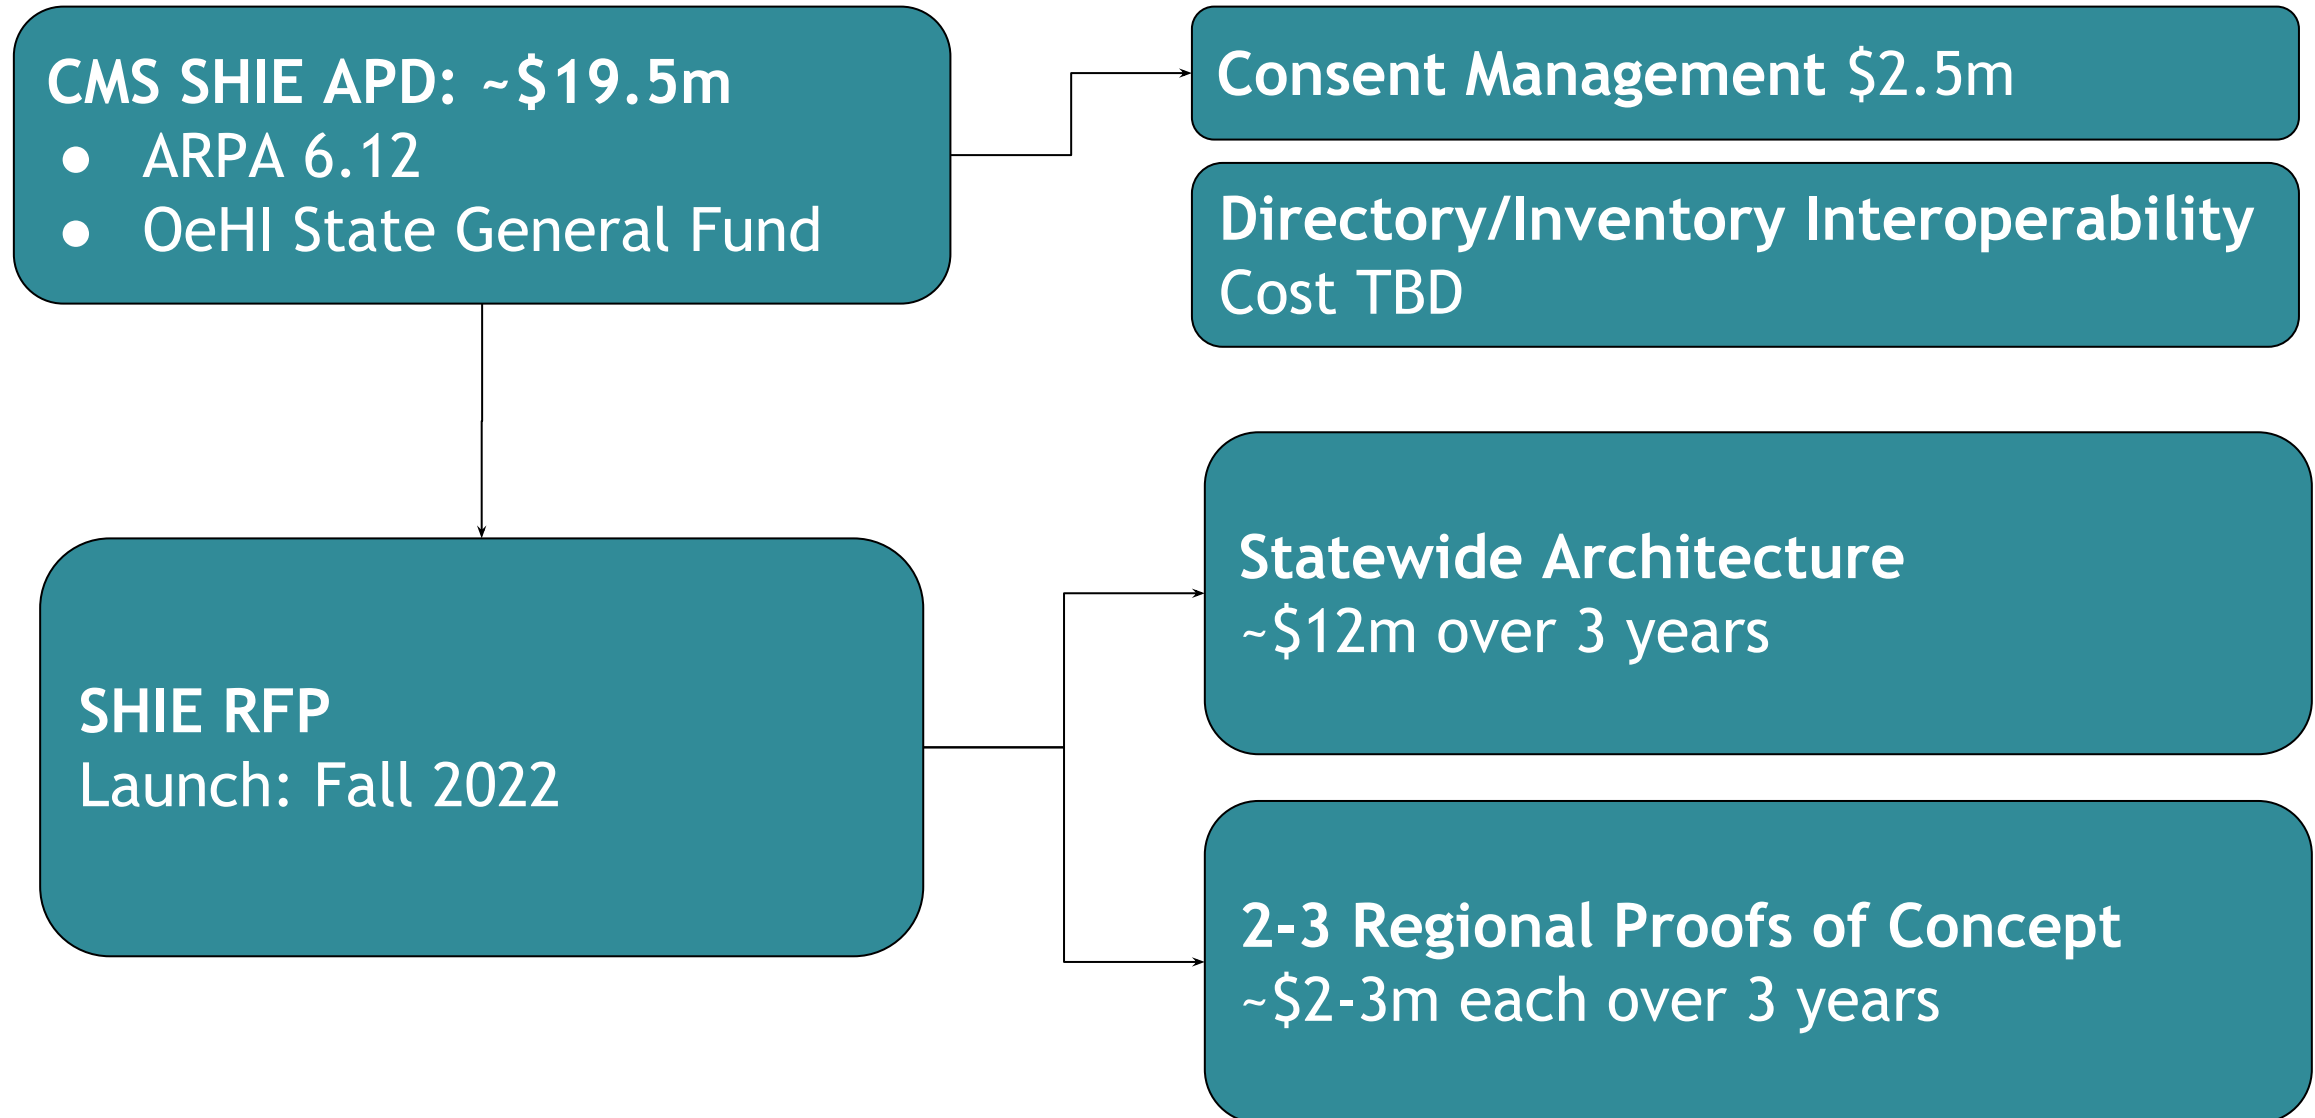 CMS SHIE APD: ~$19.5m
● ARPA 6.12
● OeHI State General Fund
Consent Management $2.5m
Directory/Inventory Interoperability
Cost TBD
SHIE RFP
Launch: Fall 2022
Statewide Architecture
~$12m over 3 years
2-3 Regional Proofs of Concept
~$2-3m each over 3 years